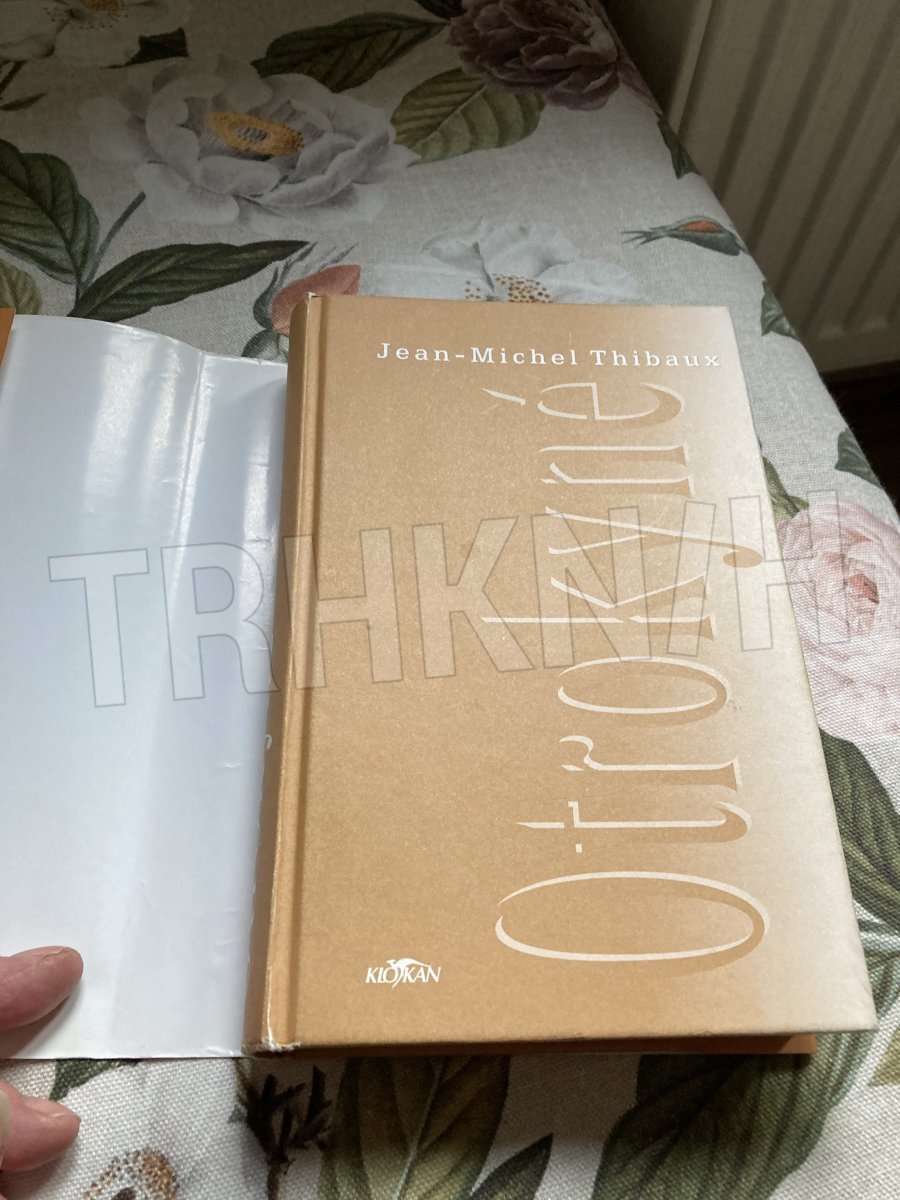 Jean-Michel Thibaux
Otrokyně
KLOKAN
TRHKNIH